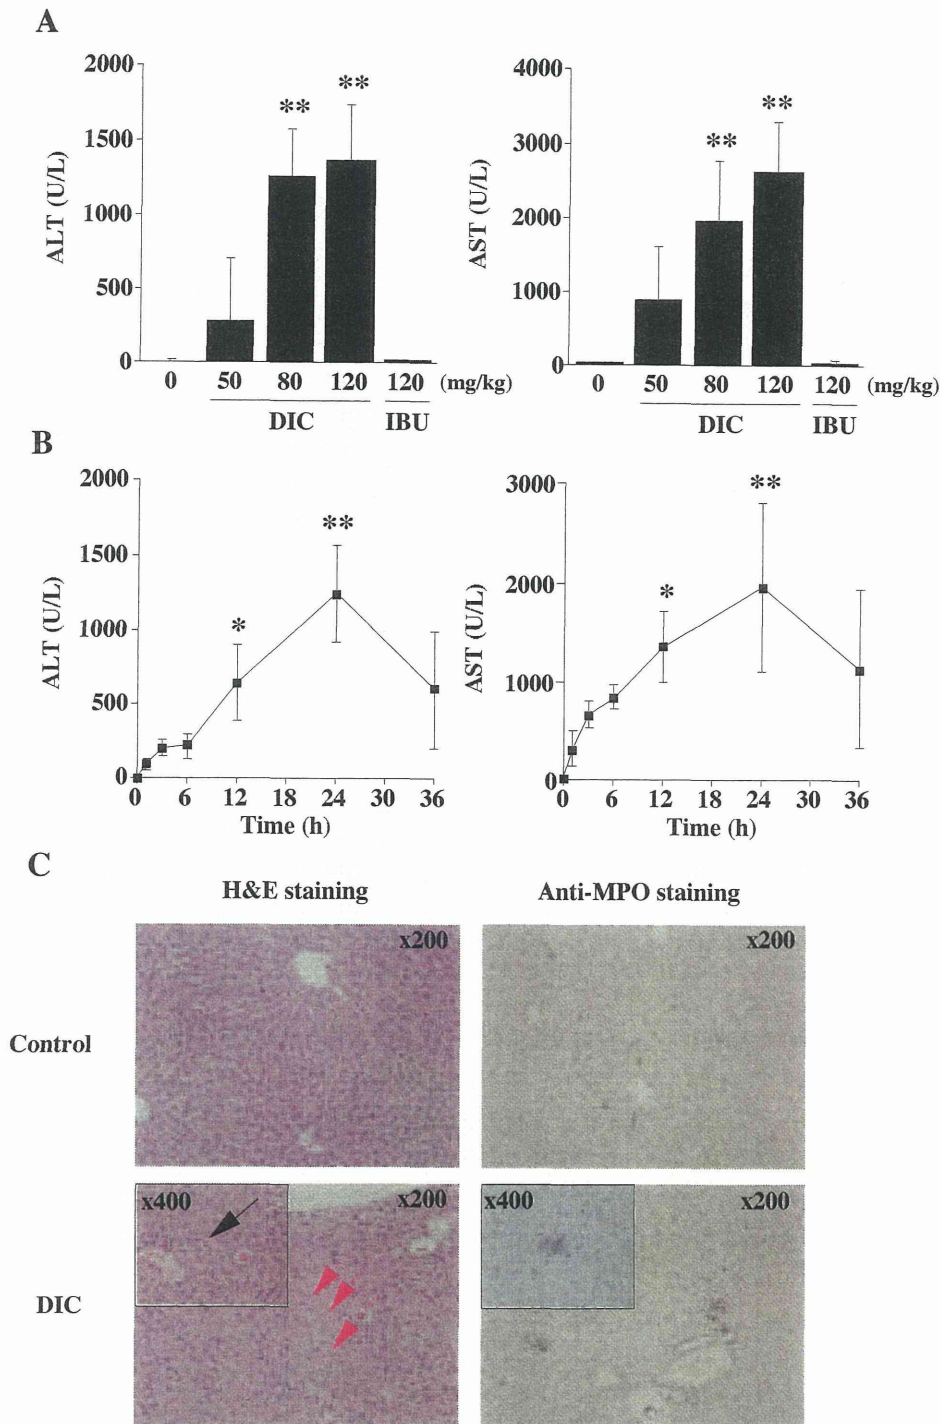 A
2000
1500
1000
500
0
ALT (U/L)
** **
0 50 80 120 120 (mg/kg)
DIC IBU
4000
3000
2000
1000
0
AST (U/L)
** **
0 50 80 120 120 (mg/kg)
DIC IBU
B
2000
1500
1000
500
0
ALT (U/L)
* **
0 6 12 18 24 30 36
Time (h)
3000
2000
1000
0
AST (U/L)
* **
0 6 12 18 24 30 36
Time (h)
C
H&E staining Anti-MPO staining
Control
x200 x200
DIC
x400 x200 x400 x200